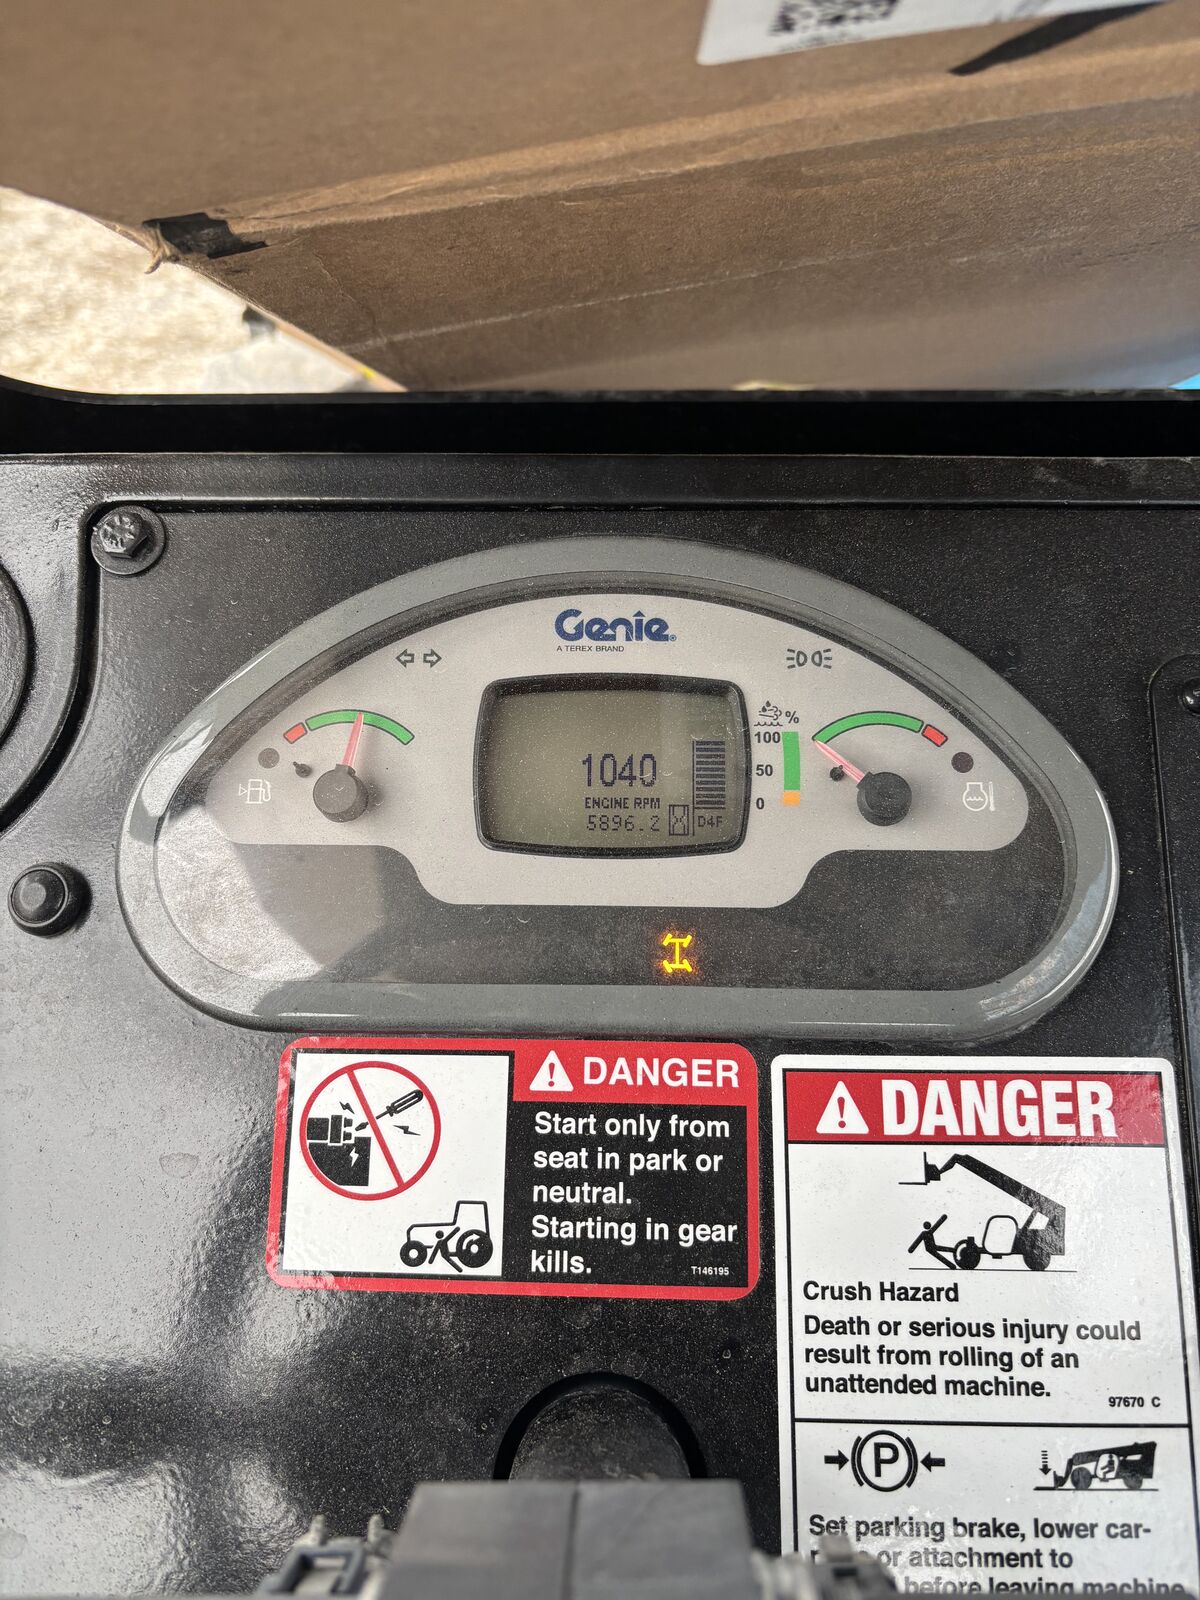 Genie
A TEREX BRAND
%
100
50
0
1040
ENGINE RPM
5896.2
D4F
DANGER
Start only from
seat in park or
neutral.
Starting in gear
kills.
T146195
DANGER
Crush Hazard
Death or serious injury could
result from rolling of an
unattended machine.
97670 C
P
Set parking brake, lower car-
or attachment to
before leaving machine.